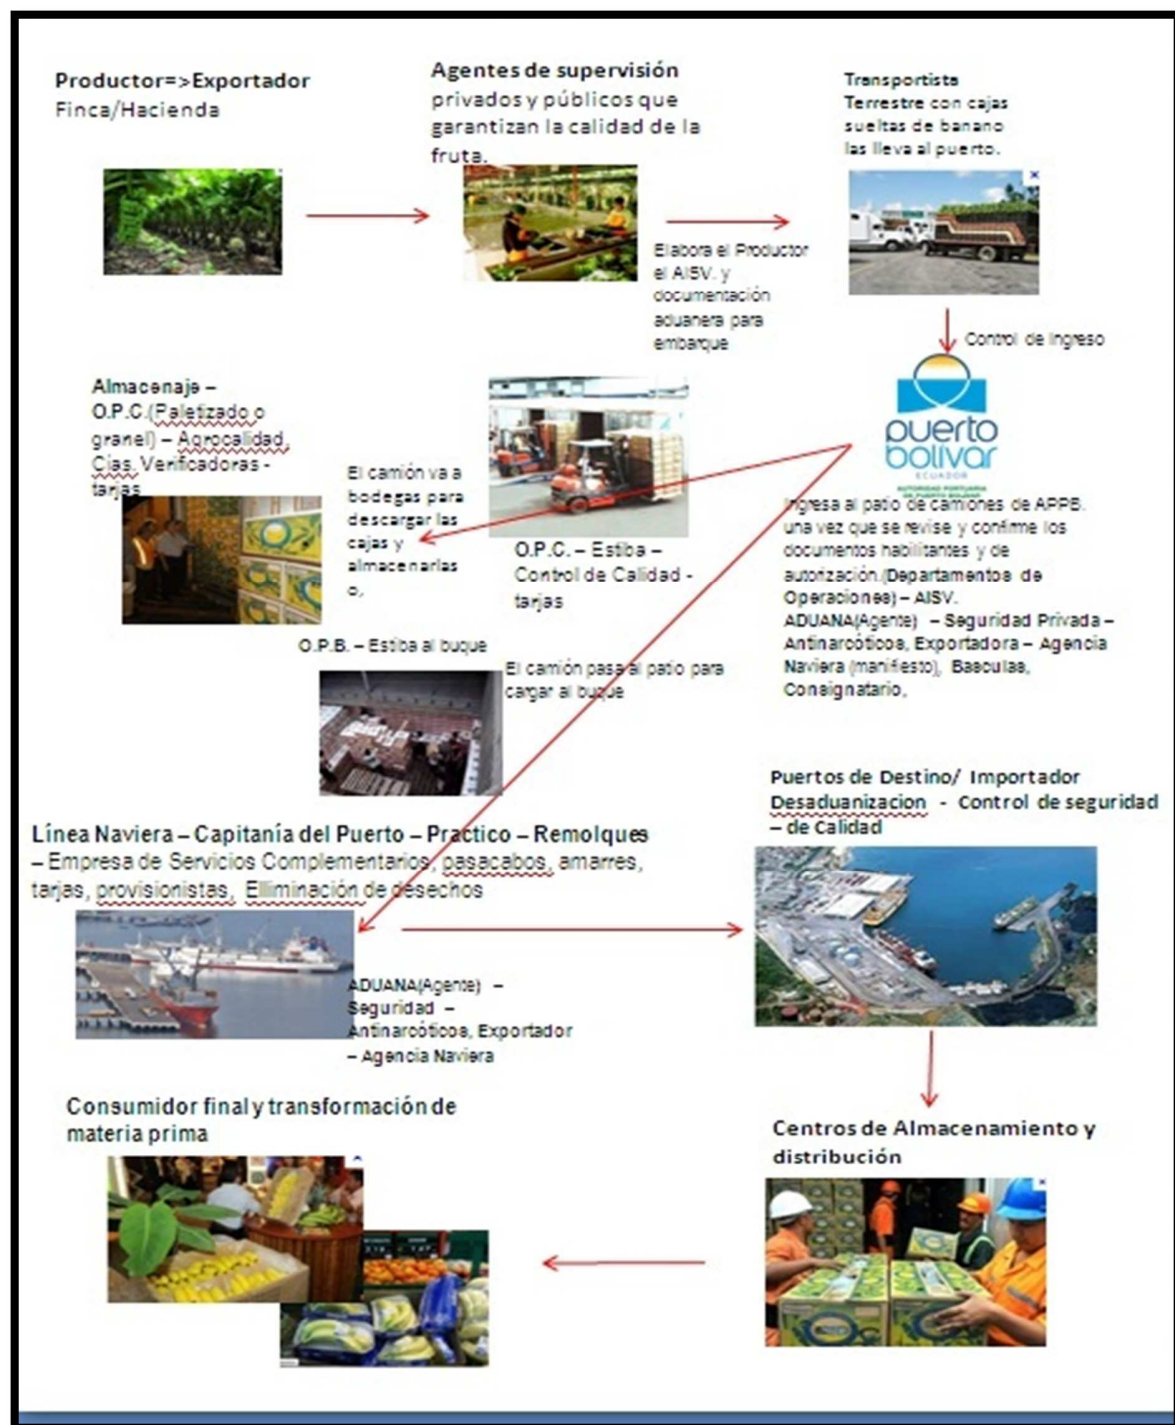 Productor=>Exportador
Finca/Hacienda
Agentes de supervisión
privados y públicos que
garantizan la calidad de la
fruta.
Transportista
Terrestre con cajas
sueltas de banano
las lleva al puerto.
Elabora el Productor
el AISV. y
documentación
aduanera para
embarque
Control de Ingreso
puerto
bolívar
ECUADOR
AUTORIDAD PORTUARIA
DE PUERTO BOLIVAR
Ingresa al patio de camiones de APPB.
una vez que se revise y confirme los
documentos habilitantes y de
autorización.(Departamentos de
Operaciones) – AISV.
ADUANA(Agente) – Seguridad Privada –
Antinarcóticos, Exportadora – Agencia
Naviera (manifiesto), Basculas,
Consignatario,
Almacenaje –
O.P.C.(Paletizado o
granel) – Agrocalidad,
Cias. Verificadoras -
tarjas
El camión va a
bodegas para
descargar las
cajas y
almacenarlas
o,
O.P.C. – Estiba –
Control de Calidad -
tarjas
O.P.B. – Estiba al buque
El camión pasa al patio para
cargar al buque
Línea Naviera – Capitanía del Puerto – Practico – Remolques
– Empresa de Servicios Complementarios, pasacabos, amarres,
tarjas, provisionistas, Elliminación de desechos
ADUANA(Agente) –
Seguridad –
Antinarcóticos, Exportador
– Agencia Naviera
Puertos de Destino/ Importador
Desaduanizacion - Control de seguridad
– de Calidad
Centros de Almacenamiento y
distribución
Consumidor final y transformación de
materia prima